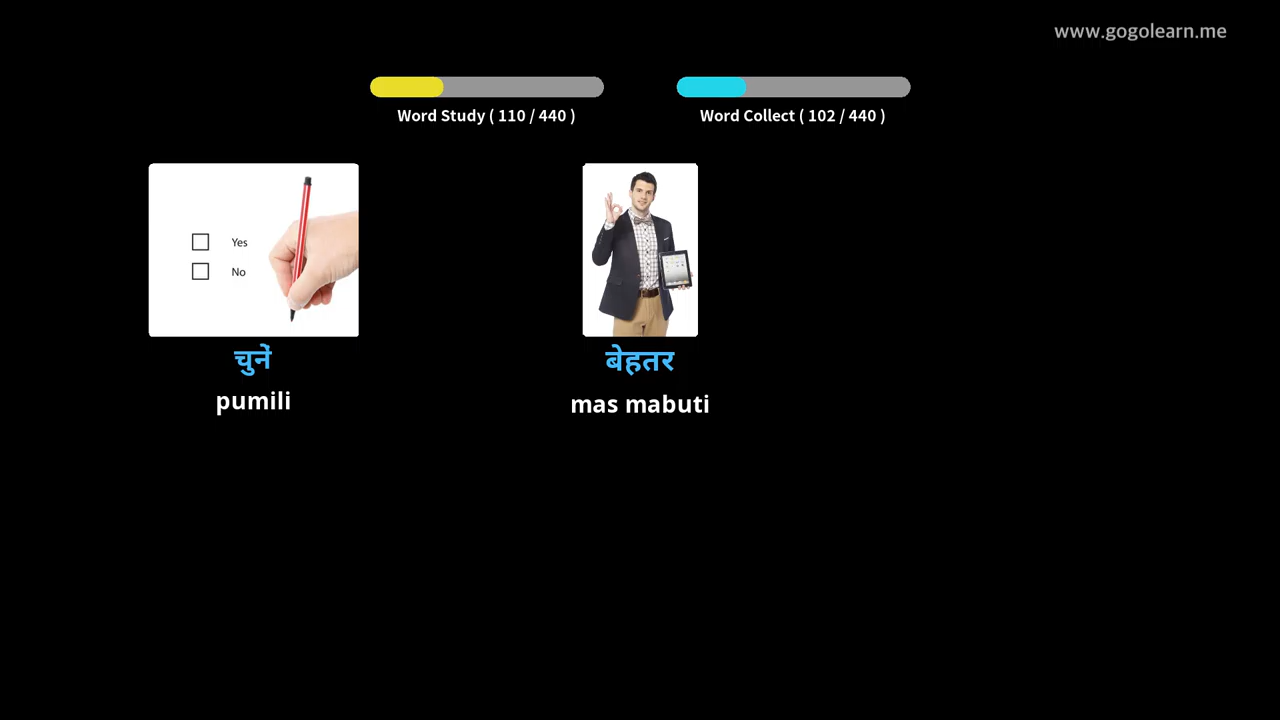 www.gogolearn.me
Word Study ( 110 / 440 )
Word Collect ( 102 / 440 )
Yes
No
चुनें
pumili
बेहतर
mas mabuti